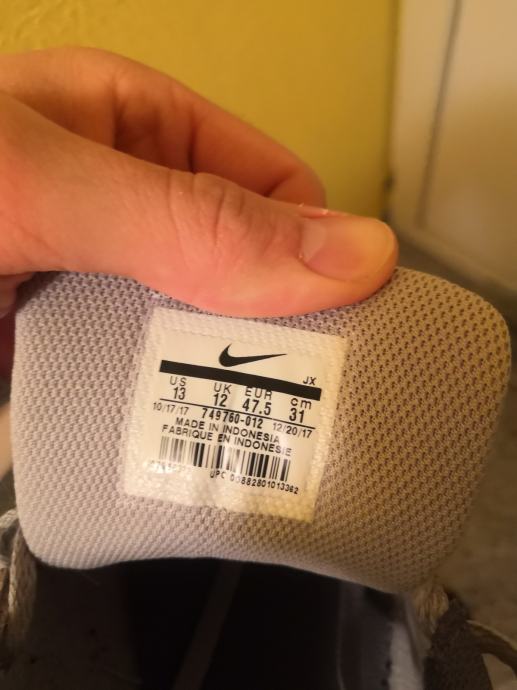 JX
US UK EUR cm
13 12 47.5 31
10/17/17 749760-012 12/20/17
MADE IN INDONESIA
FABRIQUE EN INDONESIE
UPC 00882801013362